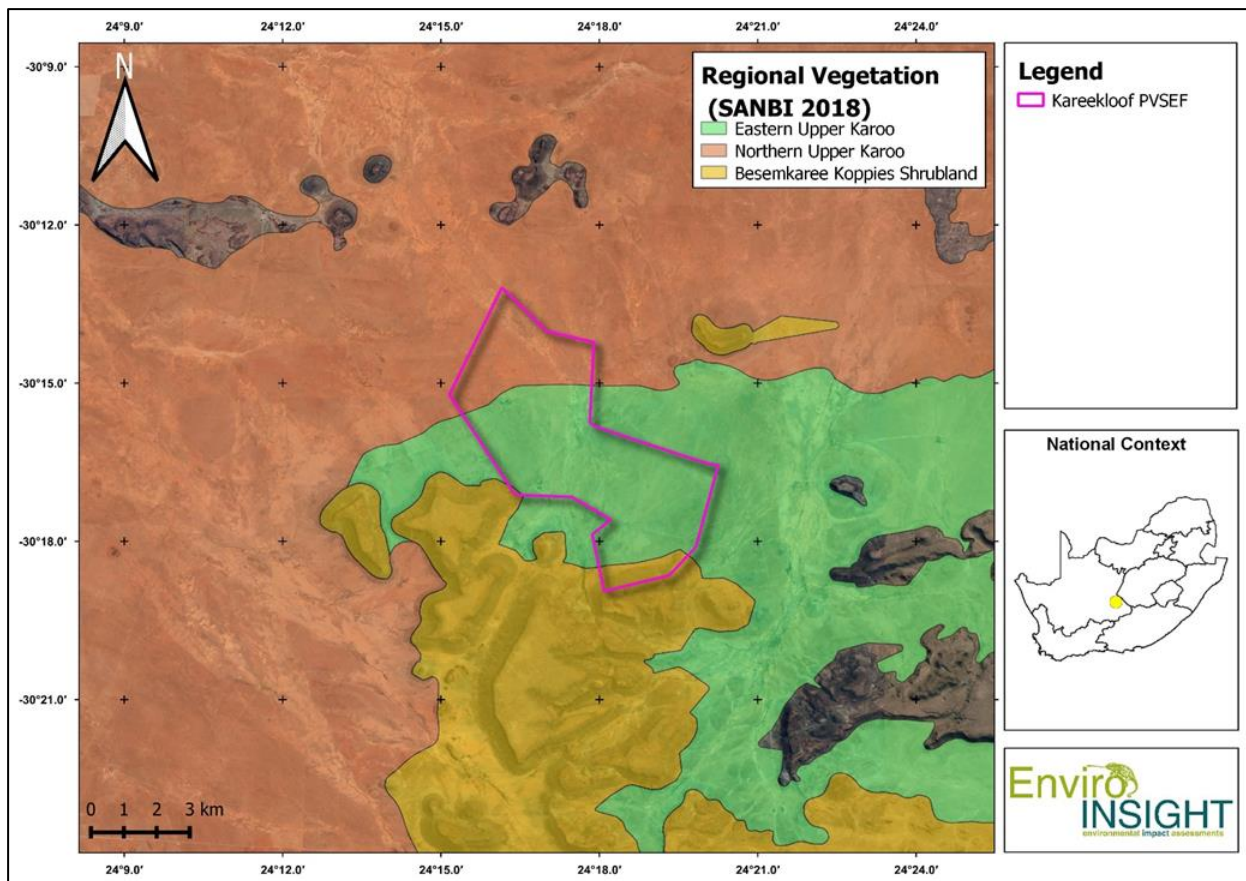 24°9.0' 24°12.0' 24°15.0' 24°18.0' 24°21.0' 24°24.0'
-30°9.0'
-30°12.0'
-30°15.0'
-30°18.0'
-30°21.0'
N
Regional Vegetation
(SANBI 2018)
Eastern Upper Karoo
Northern Upper Karoo
Besemkaree Koppies Shrubland
0 1 2 3 km
24°9.0' 24°12.0' 24°15.0' 24°18.0' 24°21.0' 24°24.0'
Legend
Kareekloof PVSEF
National Context
Enviro
INSIGHT
environmental impact assessments